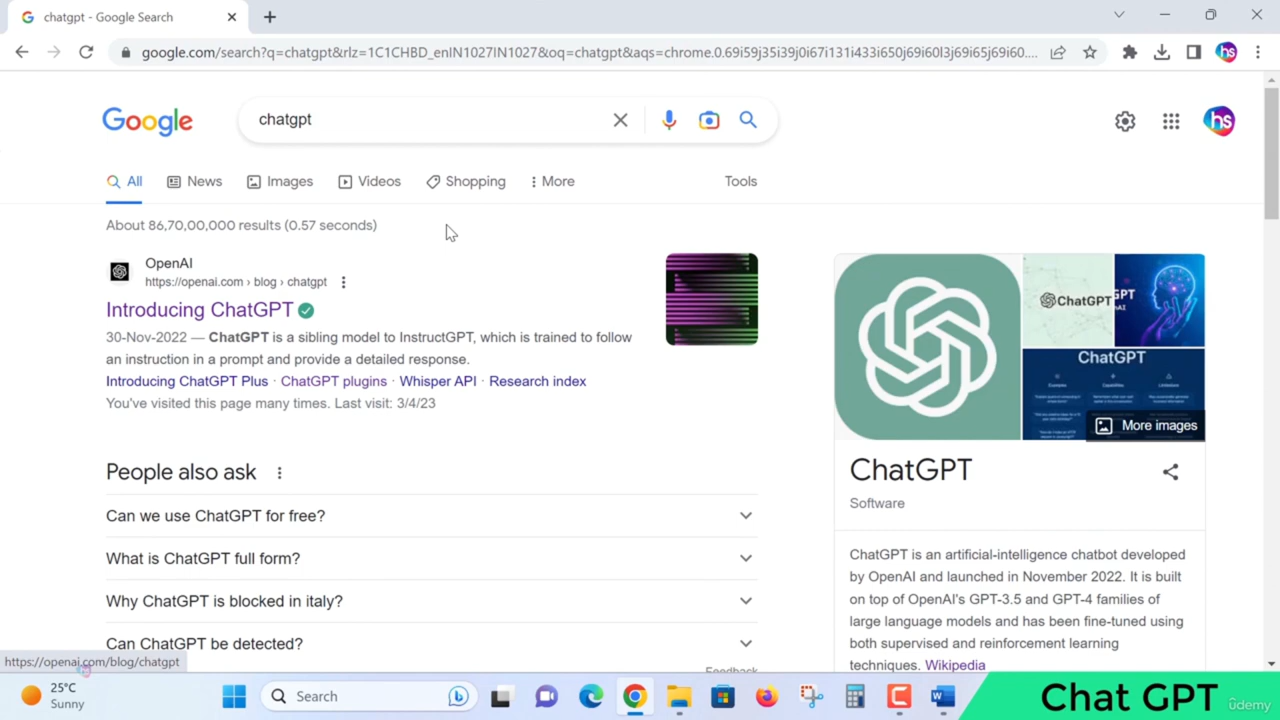 chatgpt - Google Search
google.com/search?q=chatgpt&rlz=1C1CHBD_enIN1027IN1027&oq=chatgpt&aqs=chrome.0.69i59j35i39j0i67i131i433i650j69i60l3j69i65j69i60....
hs
Google
chatgpt
hs
All
News
Images
Videos
Shopping
More
Tools
About 86,70,00,000 results (0.57 seconds)
OpenAI
https://openai.com › blog › chatgpt
Introducing ChatGPT
30-Nov-2022 — ChatGPT is a sibling model to InstructGPT, which is trained to follow
an instruction in a prompt and provide a detailed response.
Introducing ChatGPT Plus · ChatGPT plugins · Whisper API · Research index
You've visited this page many times. Last visit: 3/4/23
People also ask
Can we use ChatGPT for free?
What is ChatGPT full form?
Why ChatGPT is blocked in italy?
Can ChatGPT be detected?
Feedback
ChatGPT
ChatGPT
More images
ChatGPT
Software
ChatGPT is an artificial-intelligence chatbot developed
by OpenAI and launched in November 2022. It is built
on top of OpenAI's GPT-3.5 and GPT-4 families of
large language models and has been fine-tuned using
both supervised and reinforcement learning
techniques. Wikipedia
https://openai.com/blog/chatgpt
25°C
Sunny
Search
Chat GPT
ûdemy